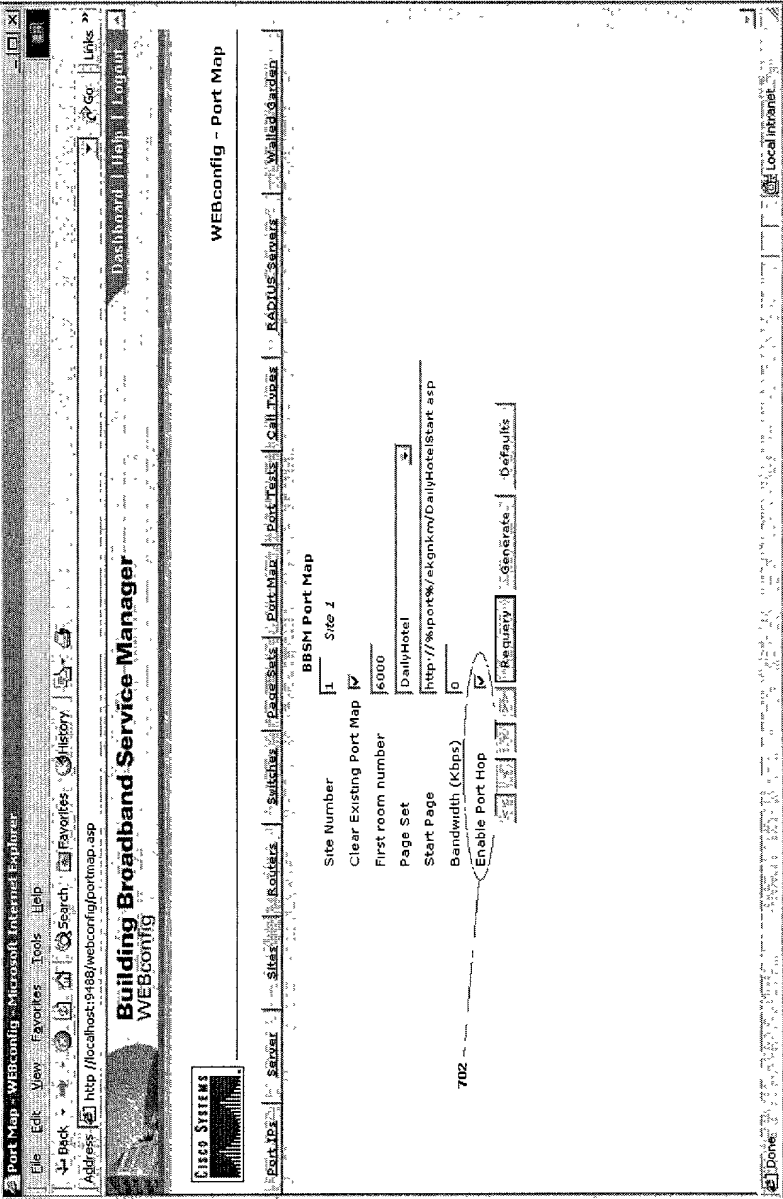 Port Map - WEBconfig - Microsoft Internet Explorer
File Edit View Favorites Tools Help
Back Search Favorites History
Address http://localhost:9488/webconfig/portmap.asp Go Links »
Building Broadband Service Manager
WEBconfig
Dashboard | Help | Logout
CISCO SYSTEMS
WEBconfig - Port Map
Port IPs Server Sites Routers Switches Page Sets Port Map Port Tests Call Types RADIUS Servers Walled Garden
BBSM Port Map
Site Number 1 Site 1
Clear Existing Port Map
First room number 6000
Page Set DailyHotel
Start Page http://%iport%/ekgnkm/DailyHotelStart.asp
Bandwidth (Kbps) 0
702 Enable Port Hop
Requery Generate Defaults
Done Local intranet